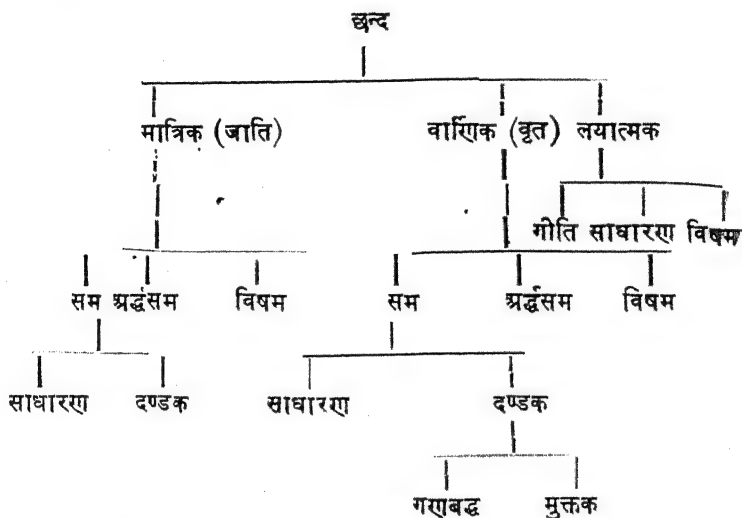 छन्द
मात्रिक (जाति) वार्णिक (वृत) लयात्मक
गीति साधारण विषम
सम अर्द्धसम विषम सम अर्द्धसम विषम
साधारण दण्डक साधारण दण्डक
गणबद्ध मुक्तक